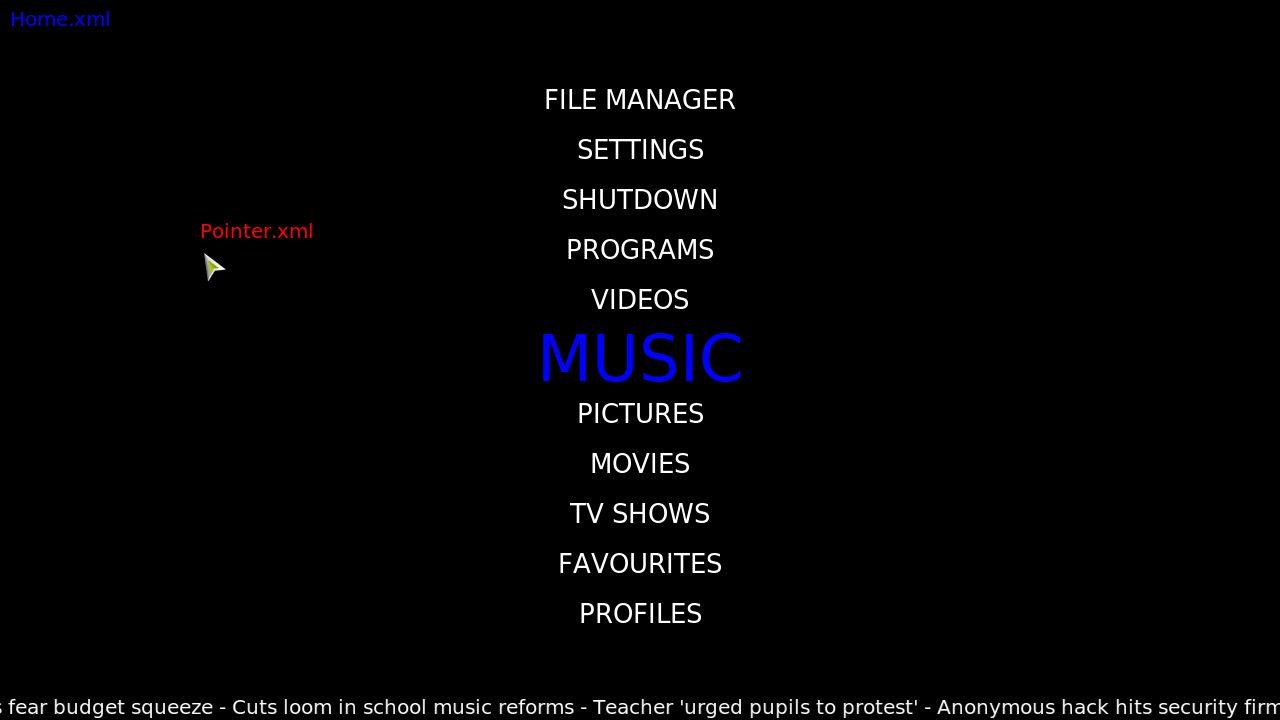 Home.xml
FILE MANAGER
SETTINGS
SHUTDOWN
Pointer.xml
PROGRAMS
VIDEOS
MUSIC
PICTURES
MOVIES
TV SHOWS
FAVOURITES
PROFILES
fear budget squeeze - Cuts loom in school music reforms - Teacher 'urged pupils to protest' - Anonymous hack hits security firm